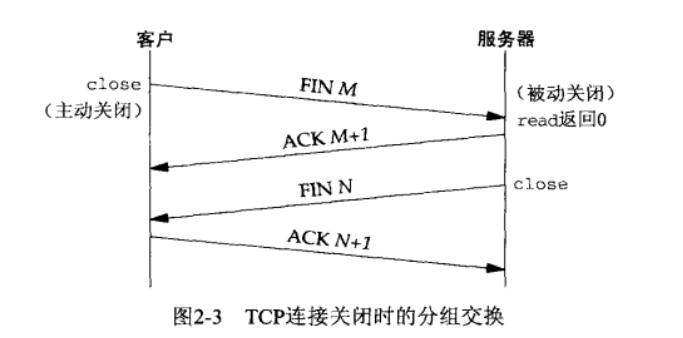 客户
服务器
close
（主动关闭）
FIN M
（被动关闭）
read返回0
ACK M+1
FIN N
close
ACK N+1
图2-3 TCP连接关闭时的分组交换